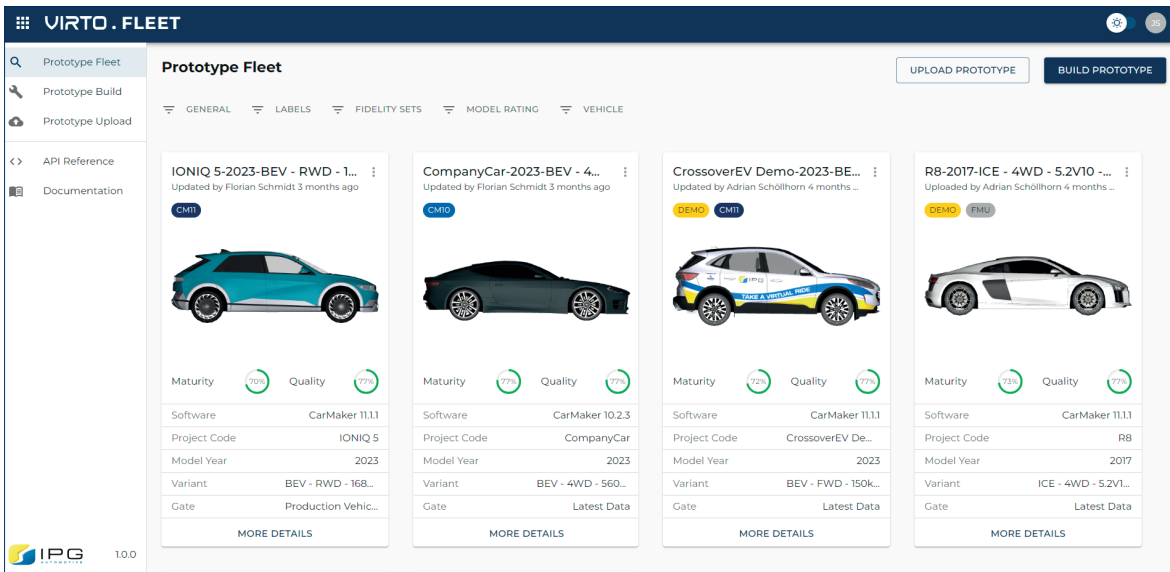 VIRTO.FLEET
JS
Prototype Fleet
Prototype Build
Prototype Upload
API Reference
Documentation
IPG
AUTOMOTIVE
1.0.0
Prototype Fleet
UPLOAD PROTOTYPE
BUILD PROTOTYPE
GENERAL
LABELS
FIDELITY SETS
MODEL RATING
VEHICLE
IONIQ 5-2023-BEV - RWD - 1...
Updated by Florian Schmidt 3 months ago
CM11
Maturity 70% Quality 77%
Software CarMaker 11.1.1
Project Code IONIQ 5
Model Year 2023
Variant BEV - RWD - 168...
Gate Production Vehic...
MORE DETAILS
CompanyCar-2023-BEV - 4...
Updated by Florian Schmidt 3 months ago
CM10
Maturity 77% Quality 77%
Software CarMaker 10.2.3
Project Code CompanyCar
Model Year 2023
Variant BEV - 4WD - 560...
Gate Latest Data
MORE DETAILS
CrossoverEV Demo-2023-BE...
Updated by Adrian Schöllhorn 4 months ...
DEMO CM11
IPG
TAKE A VIRTUAL RIDE
Maturity 72% Quality 77%
Software CarMaker 11.1.1
Project Code CrossoverEV De...
Model Year 2023
Variant BEV - FWD - 150k...
Gate Latest Data
MORE DETAILS
R8-2017-ICE - 4WD - 5.2V10 -...
Uploaded by Adrian Schöllhorn 4 months ...
DEMO FMU
Maturity 73% Quality 77%
Software CarMaker 11.1.1
Project Code R8
Model Year 2017
Variant ICE - 4WD - 5.2V1...
Gate Latest Data
MORE DETAILS